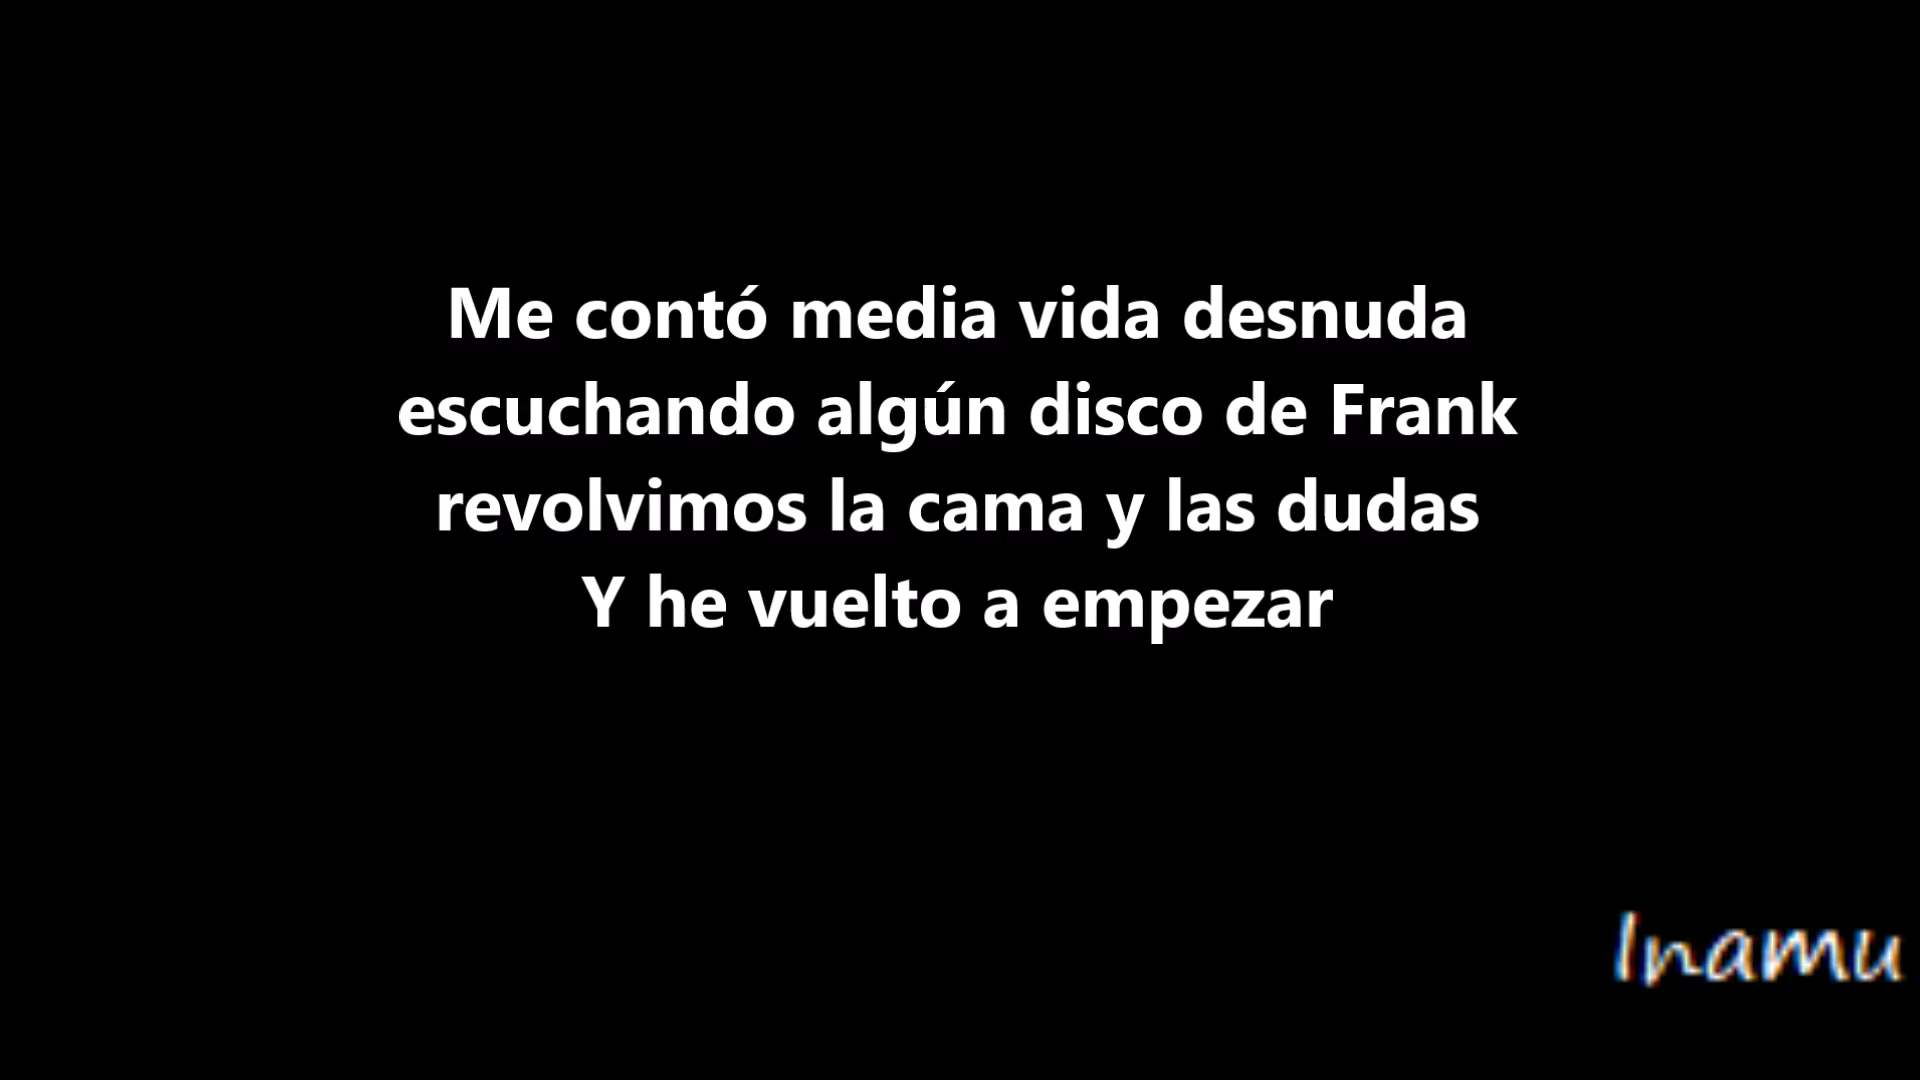 Me contó media vida desnuda
escuchando algún disco de Frank
revolvimos la cama y las dudas
Y he vuelto a empezar
Inamu